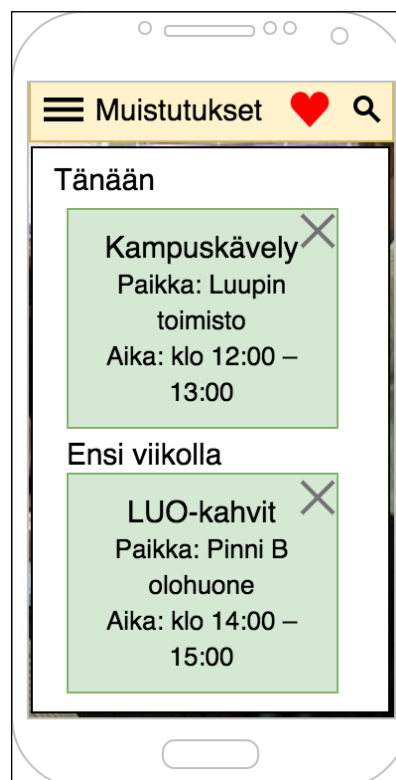 Muistutukset
Tänään
Kampuskävely
Paikka: Luupin
toimisto
Aika: klo 12:00 –
13:00
Ensi viikolla
LUO-kahvit
Paikka: Pinni B
olohuone
Aika: klo 14:00 –
15:00